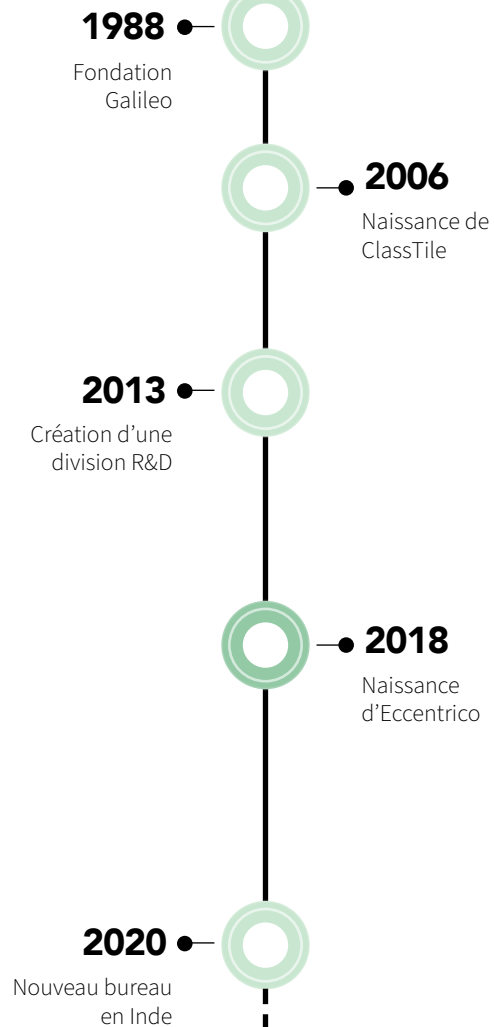 1988
Fondation
Galileo
2006
Naissance de
ClassTile
2013
Création d’une
division R&D
2018
Naissance
d’Eccentrico
2020
Nouveau bureau
en Inde